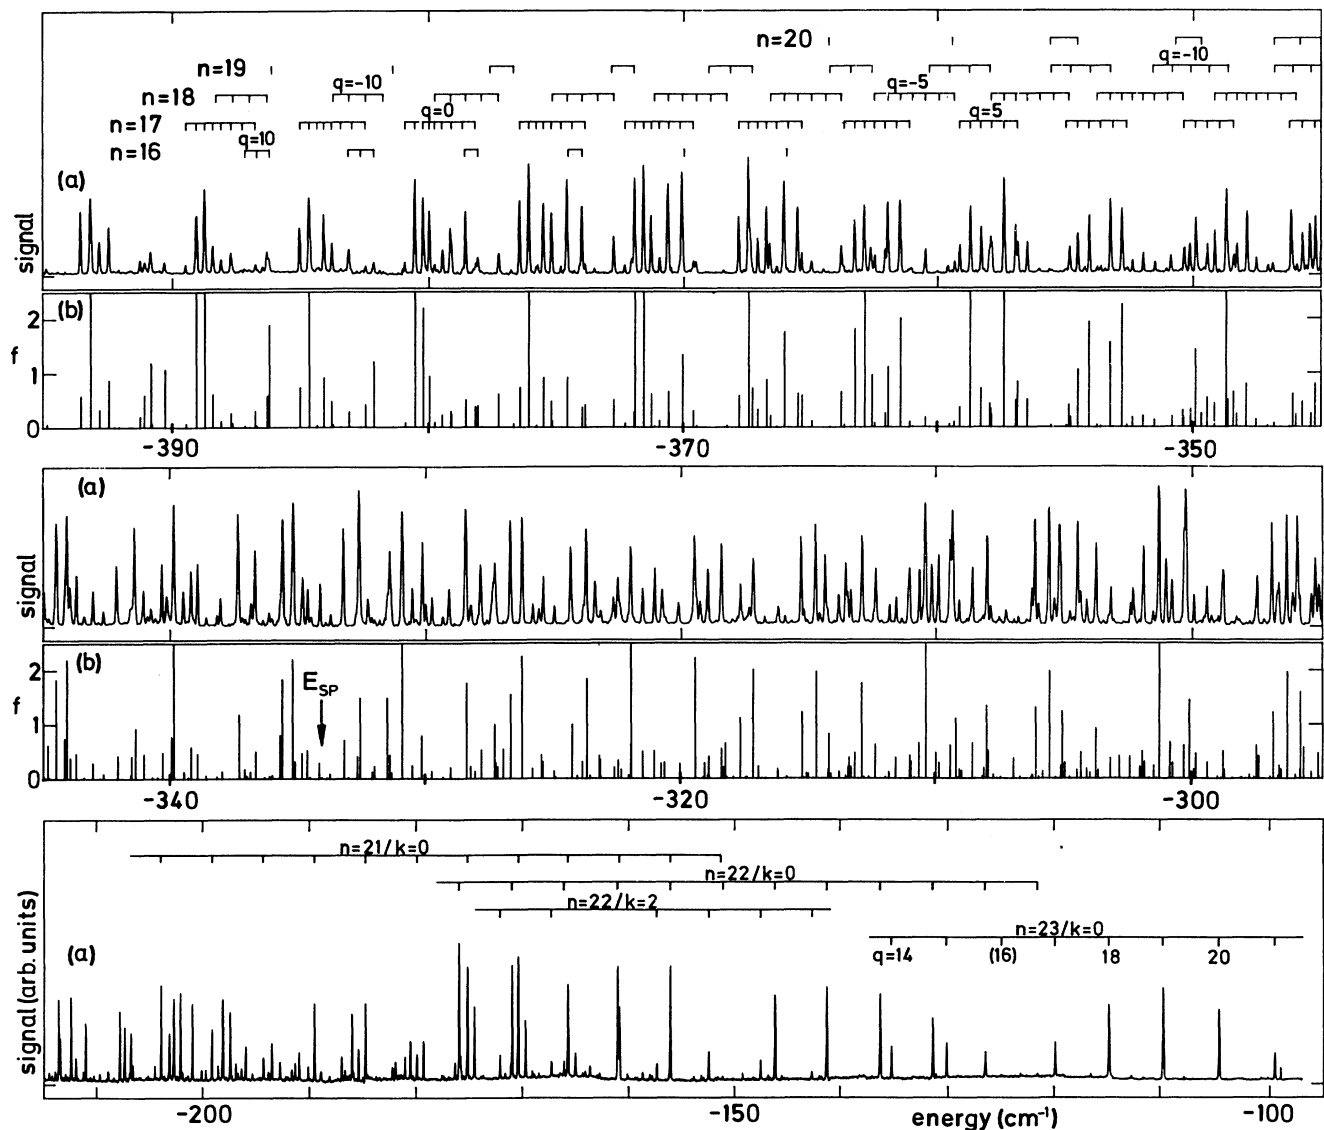 n=20
n=19 q=-10 q=-10
n=18 q=0 q=-5
n=17 q=10 q=5
n=16
(a)
signal
(b)
2
f
1
0
-390 -370 -350
(a)
signal
(b)
2
E_SP
f
1
0
-340 -320 -300
n=21/k=0
n=22/k=0
n=22/k=2
n=23/k=0
(a) q=14 (16) 18 20
signal (arb. units)
-200 -150 energy (cm⁻¹) -100